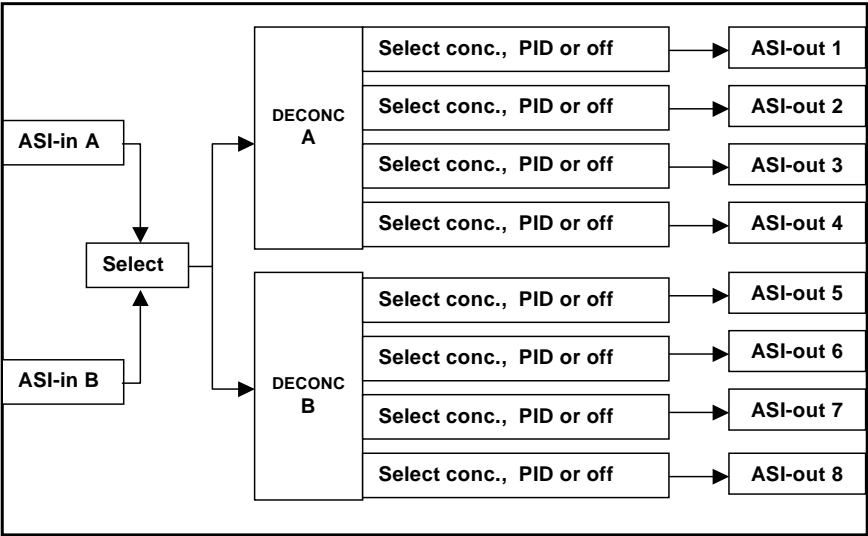 ASI-in A
ASI-in B
Select
DECONC
A
Select conc., PID or off
ASI-out 1
Select conc., PID or off
ASI-out 2
Select conc., PID or off
ASI-out 3
Select conc., PID or off
ASI-out 4
DECONC
B
Select conc., PID or off
ASI-out 5
Select conc., PID or off
ASI-out 6
Select conc., PID or off
ASI-out 7
Select conc., PID or off
ASI-out 8